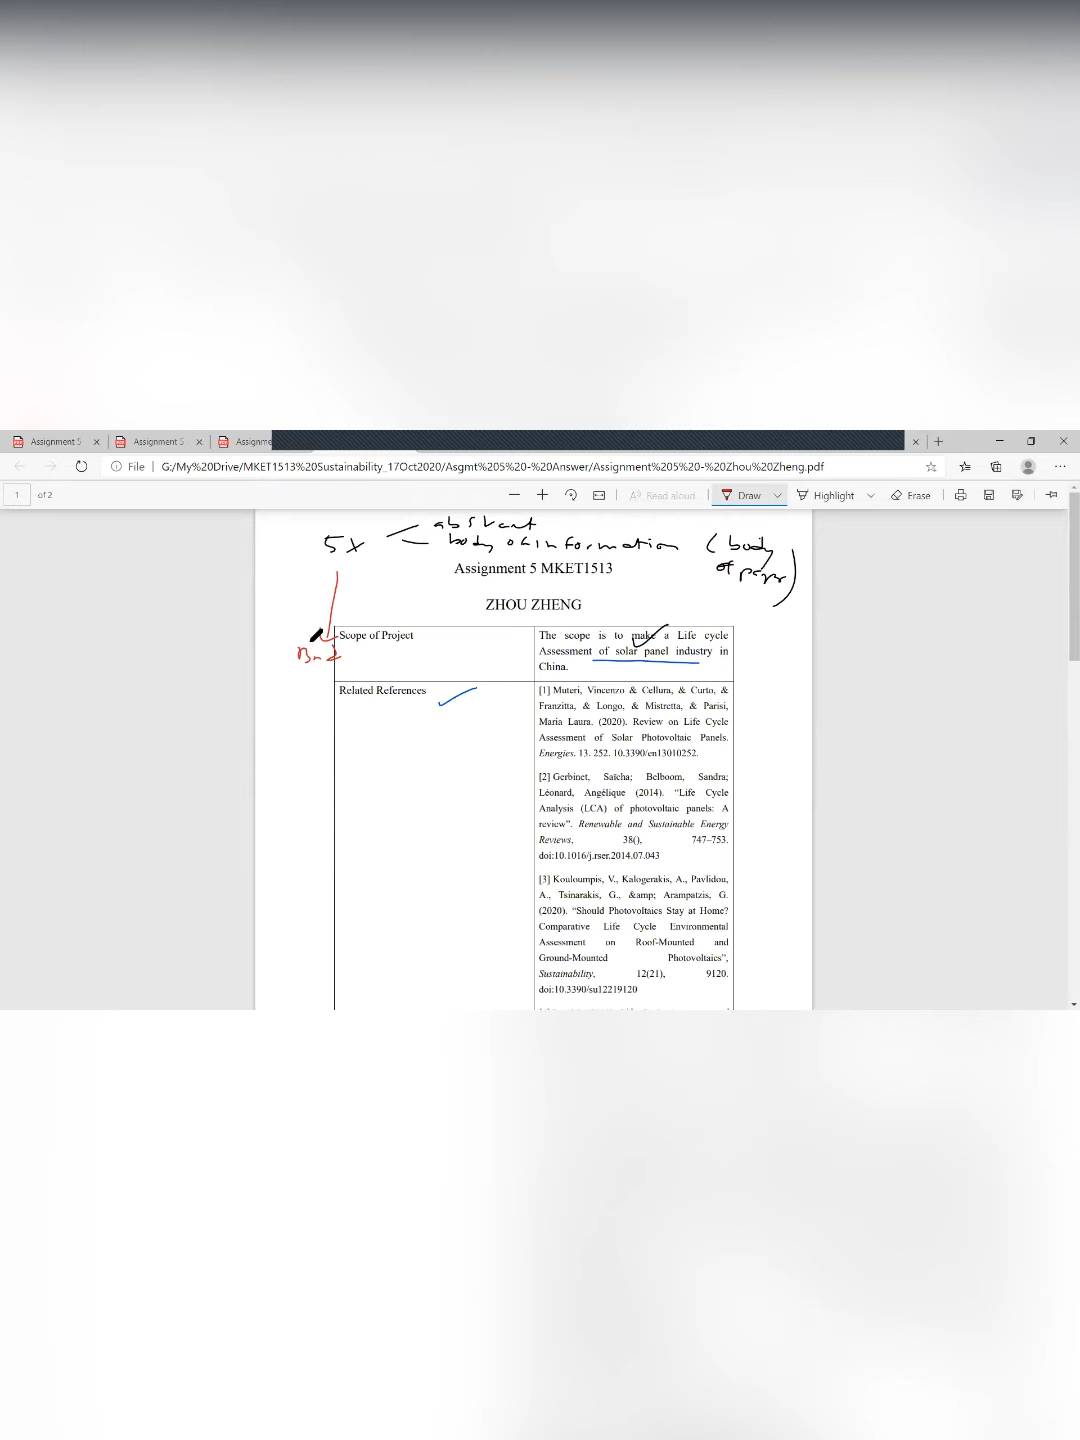 Assignment 5
Assignment 5
Assignme
File
G:/My%20Drive/MKET1513%20Sustainability_17Oct2020/Asgmt%205%20-%20Answer/Assignment%205%20-%20Zhou%20Zheng.pdf
1 of 2
Read aloud
Draw
Highlight
Erase
abstract
5x body of information (body
of paper)
Assignment 5 MKET1513
ZHOU ZHENG
Scope of Project
The scope is to make a Life cycle
Assessment of solar panel industry in
China.
Related References
[1] Muteri, Vincenzo & Cellura, & Curto, &
Franzitta, & Longo, & Mistretta, & Parisi,
Maria Laura. (2020). Review on Life Cycle
Assessment of Solar Photovoltaic Panels.
Energies. 13. 252. 10.3390/en13010252.
[2] Gerbinet, Saïcha; Belboom, Sandra;
Léonard, Angélique (2014). “Life Cycle
Analysis (LCA) of photovoltaic panels: A
review”. Renewable and Sustainable Energy
Reviews, 38(), 747–753.
doi:10.1016/j.rser.2014.07.043
[3] Kouloumpis, V., Kalogerakis, A., Pavlidou,
A., Tsinarakis, G., &amp; Arampatzis, G.
(2020). “Should Photovoltaics Stay at Home?
Comparative Life Cycle Environmental
Assessment on Roof-Mounted and
Ground-Mounted Photovoltaics”,
Sustainability, 12(21), 9120.
doi:10.3390/su12219120